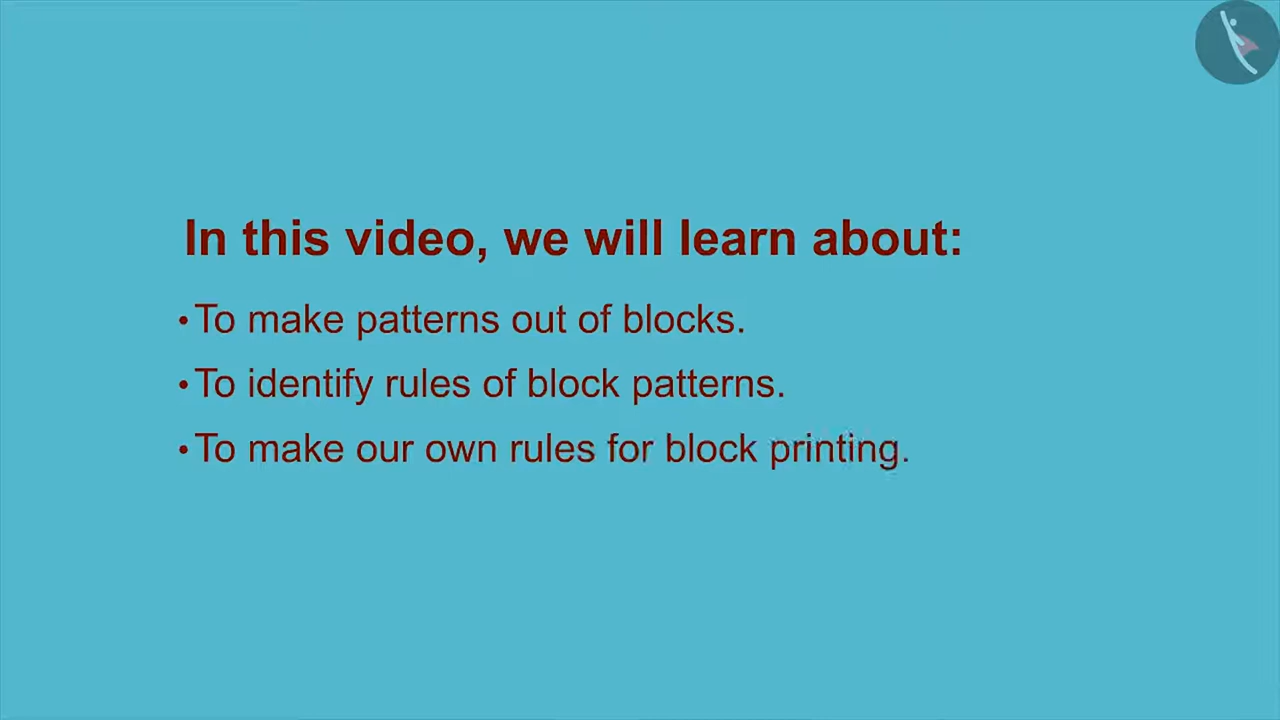 In this video, we will learn about:
•To make patterns out of blocks.
•To identify rules of block patterns.
•To make our own rules for block printing.